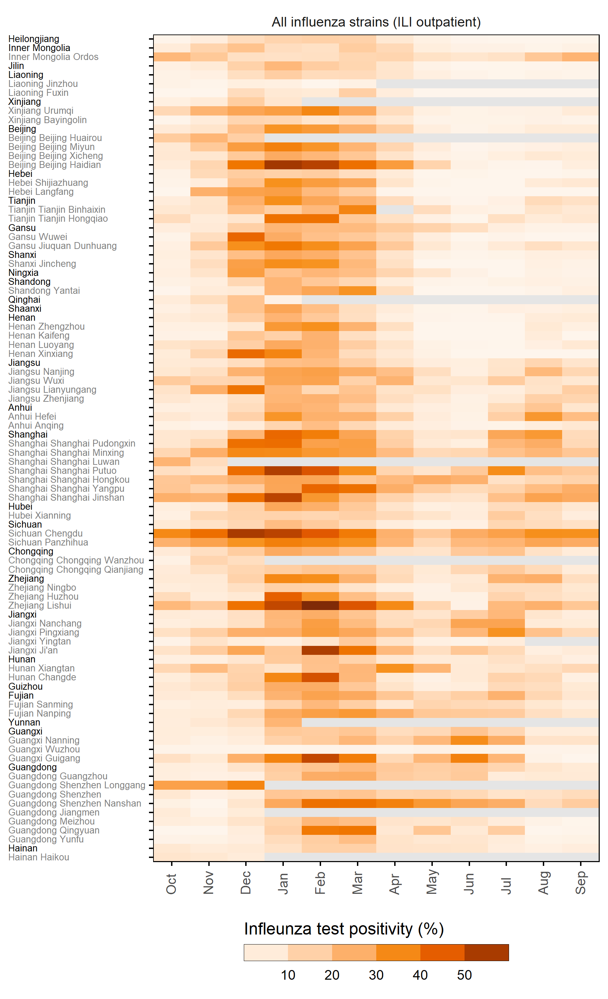 All influenza strains (ILI outpatient)
Heilongjiang
Inner Mongolia
Inner Mongolia Ordos
Jilin
Liaoning
Liaoning Jinzhou
Liaoning Fuxin
Xinjiang
Xinjiang Urumqi
Xinjiang Bayingolin
Beijing
Beijing Beijing Huairou
Beijing Beijing Miyun
Beijing Beijing Xicheng
Beijing Beijing Haidian
Hebei
Hebei Shijiazhuang
Hebei Langfang
Tianjin
Tianjin Tianjin Binhaixin
Tianjin Tianjin Hongqiao
Gansu
Gansu Wuwei
Gansu Jiuquan Dunhuang
Shanxi
Shanxi Jincheng
Ningxia
Shandong
Shandong Yantai
Qinghai
Shaanxi
Henan
Henan Zhengzhou
Henan Kaifeng
Henan Luoyang
Henan Xinxiang
Jiangsu
Jiangsu Nanjing
Jiangsu Wuxi
Jiangsu Lianyungang
Jiangsu Zhenjiang
Anhui
Anhui Hefei
Anhui Anqing
Shanghai
Shanghai Shanghai Pudongxin
Shanghai Shanghai Minxing
Shanghai Shanghai Luwan
Shanghai Shanghai Putuo
Shanghai Shanghai Hongkou
Shanghai Shanghai Yangpu
Shanghai Shanghai Jinshan
Hubei
Hubei Xianning
Sichuan
Sichuan Chengdu
Sichuan Panzhihua
Chongqing
Chongqing Chongqing Wanzhou
Chongqing Chongqing Qianjiang
Zhejiang
Zhejiang Ningbo
Zhejiang Huzhou
Zhejiang Lishui
Jiangxi
Jiangxi Nanchang
Jiangxi Pingxiang
Jiangxi Yingtan
Jiangxi Ji'an
Hunan
Hunan Xiangtan
Hunan Changde
Guizhou
Fujian
Fujian Sanming
Fujian Nanping
Yunnan
Guangxi
Guangxi Nanning
Guangxi Wuzhou
Guangxi Guigang
Guangdong
Guangdong Guangzhou
Guangdong Shenzhen Longgang
Guangdong Shenzhen
Guangdong Shenzhen Nanshan
Guangdong Jiangmen
Guangdong Meizhou
Guangdong Qingyuan
Guangdong Yunfu
Hainan
Hainan Haikou
Oct Nov Dec Jan Feb Mar Apr May Jun Jul Aug Sep
Infleunza test positivity (%)
10 20 30 40 50